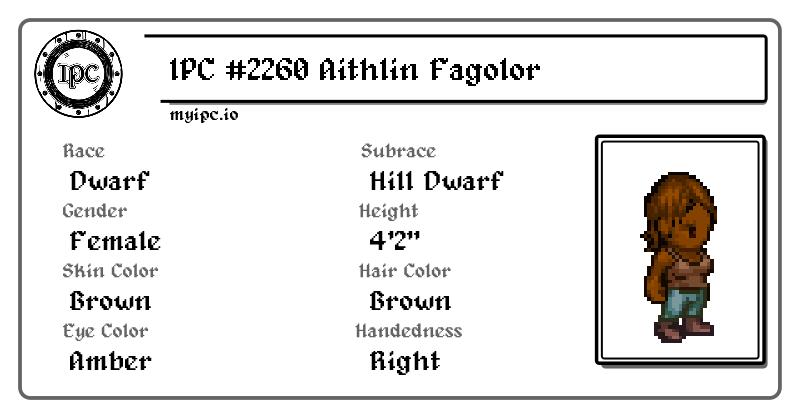 IPC
IPC #2260 Aithlin Fagolor
myipc.io
Race
Dwarf
Subrace
Hill Dwarf
Gender
Female
Height
4'2"
Skin Color
Brown
Hair Color
Brown
Eye Color
Amber
Handedness
Right